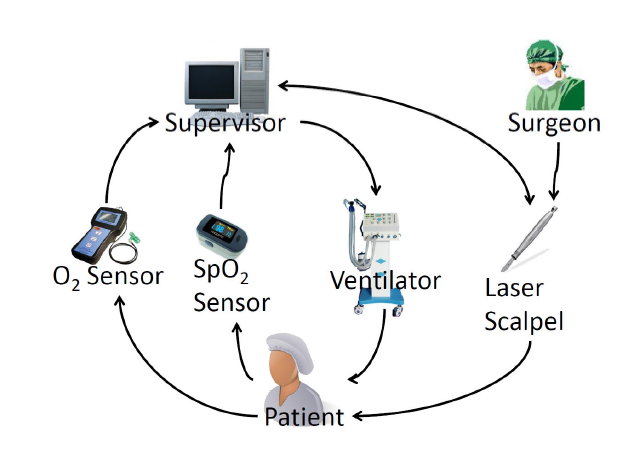 Supervisor
Surgeon
O₂ Sensor
SpO₂
Sensor
Ventilator
Laser
Scalpel
Patient